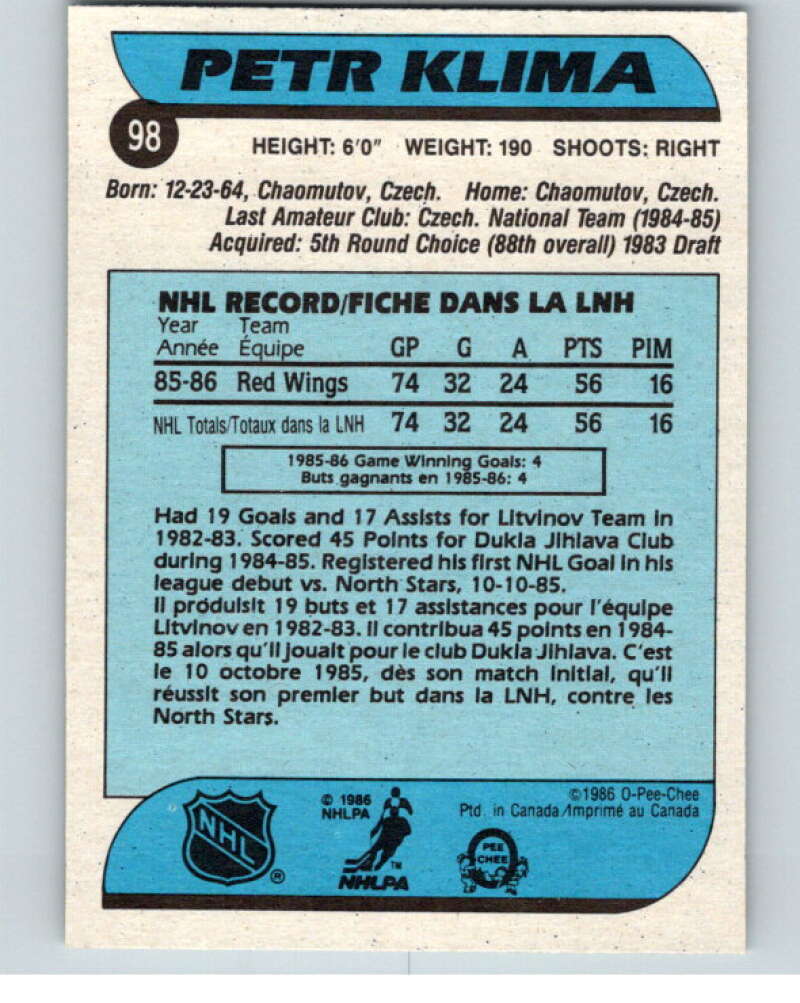 PETR KLIMA
98
HEIGHT: 6'0" WEIGHT: 190 SHOOTS: RIGHT
Born: 12-23-64, Chaomutov, Czech. Home: Chaomutov, Czech.
Last Amateur Club: Czech. National Team (1984-85)
Acquired: 5th Round Choice (88th overall) 1983 Draft
NHL RECORD/FICHE DANS LA LNH
Year Team
Année Équipe GP G A PTS PIM
85-86 Red Wings 74 32 24 56 16
NHL Totals/Totaux dans la LNH 74 32 24 56 16
1985-86 Game Winning Goals: 4
Buts gagnants en 1985-86: 4
Had 19 Goals and 17 Assists for Litvinov Team in
1982-83. Scored 45 Points for Dukla Jihlava Club
during 1984-85. Registered his first NHL Goal in his
league debut vs. North Stars, 10-10-85.
Il produisit 19 buts et 17 assistances pour l'équipe
Litvinov en 1982-83. Il contribua 45 points en 1984-
85 alors qu'il jouait pour le club Dukla Jihlava. C'est
le 10 octobre 1985, dès son match initial, qu'il
réussit son premier but dans la LNH, contre les
North Stars.
NHL
®
© 1986
NHLPA
TM
NHLPA
©1986 O-Pee-Chee
Ptd. in Canada/Imprimé au Canada
PEE
CHEE